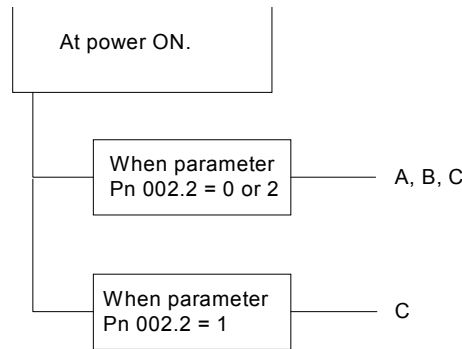 At power ON.
When parameter
Pn 002.2 = 0 or 2
A, B, C
When parameter
Pn 002.2 = 1
C